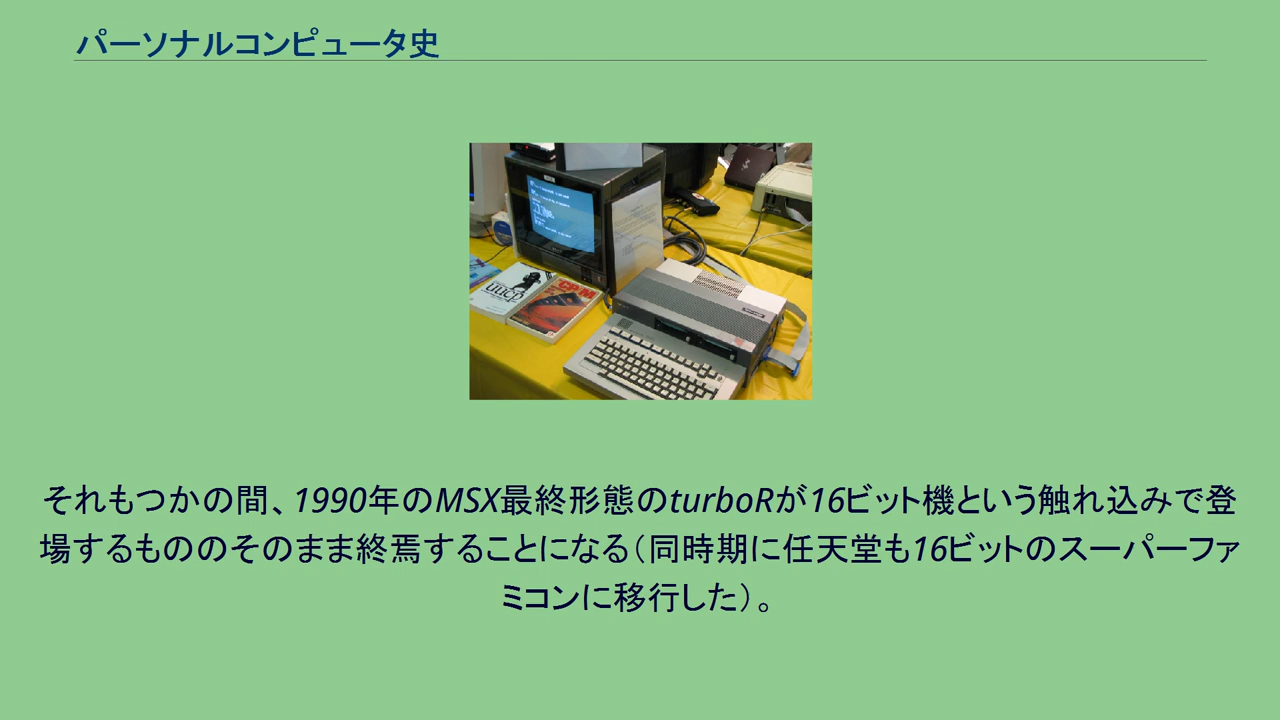 パーソナルコンピュータ史
uucp
CP/M
それもつかの間、1990年のMSX最終形態のturboRが16ビット機という触れ込みで登
場するもののそのまま終焉することになる（同時期に任天堂も16ビットのスーパーファ
ミコンに移行した）。